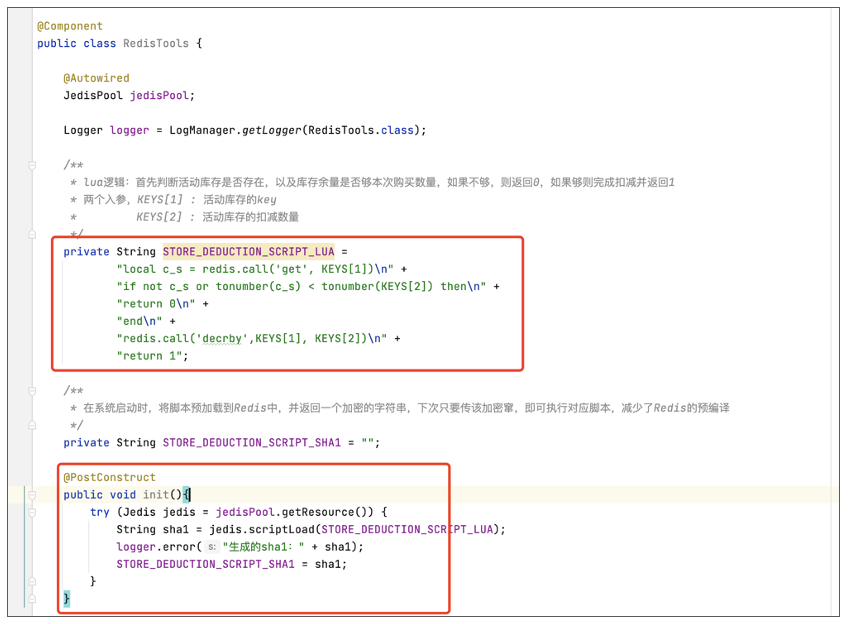 @Component
public class RedisTools {
@Autowired
JedisPool jedisPool;
Logger logger = LogManager.getLogger(RedisTools.class);
/**
* lua逻辑：首先判断活动库存是否存在，以及库存余量是否够本次购买数量，如果不够，则返回0，如果够则完成扣减并返回1
* 两个入参，KEYS[1] : 活动库存的key
* KEYS[2] : 活动库存的扣减数量
*/
private String STORE_DEDUCTION_SCRIPT_LUA =
"local c_s = redis.call('get', KEYS[1])\n" +
"if not c_s or tonumber(c_s) < tonumber(KEYS[2]) then\n" +
"return 0\n" +
"end\n" +
"redis.call('decrby',KEYS[1], KEYS[2])\n" +
"return 1";
/**
* 在系统启动时，将脚本预加载到Redis中，并返回一个加密的字符串，下次只要传该加密窜，即可执行对应脚本，减少了Redis的预编译
*/
private String STORE_DEDUCTION_SCRIPT_SHA1 = "";
@PostConstruct
public void init(){
try (Jedis jedis = jedisPool.getResource()) {
String sha1 = jedis.scriptLoad(STORE_DEDUCTION_SCRIPT_LUA);
logger.error( s: "生成的sha1：" + sha1);
STORE_DEDUCTION_SCRIPT_SHA1 = sha1;
}
}